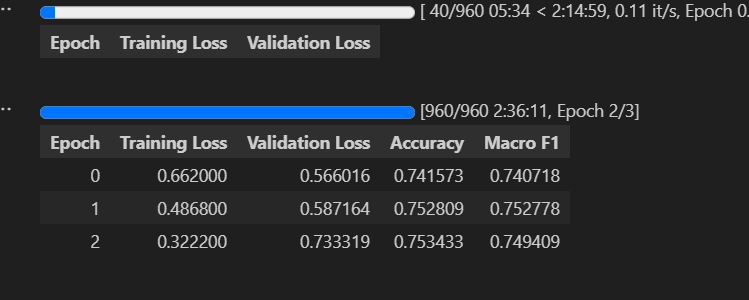 [ 40/960 05:34 < 2:14:59, 0.11 it/s, Epoch 0.
Epoch Training Loss Validation Loss
[960/960 2:36:11, Epoch 2/3]
Epoch Training Loss Validation Loss Accuracy Macro F1
0 0.662000 0.566016 0.741573 0.740718
1 0.486800 0.587164 0.752809 0.752778
2 0.322200 0.733319 0.753433 0.749409